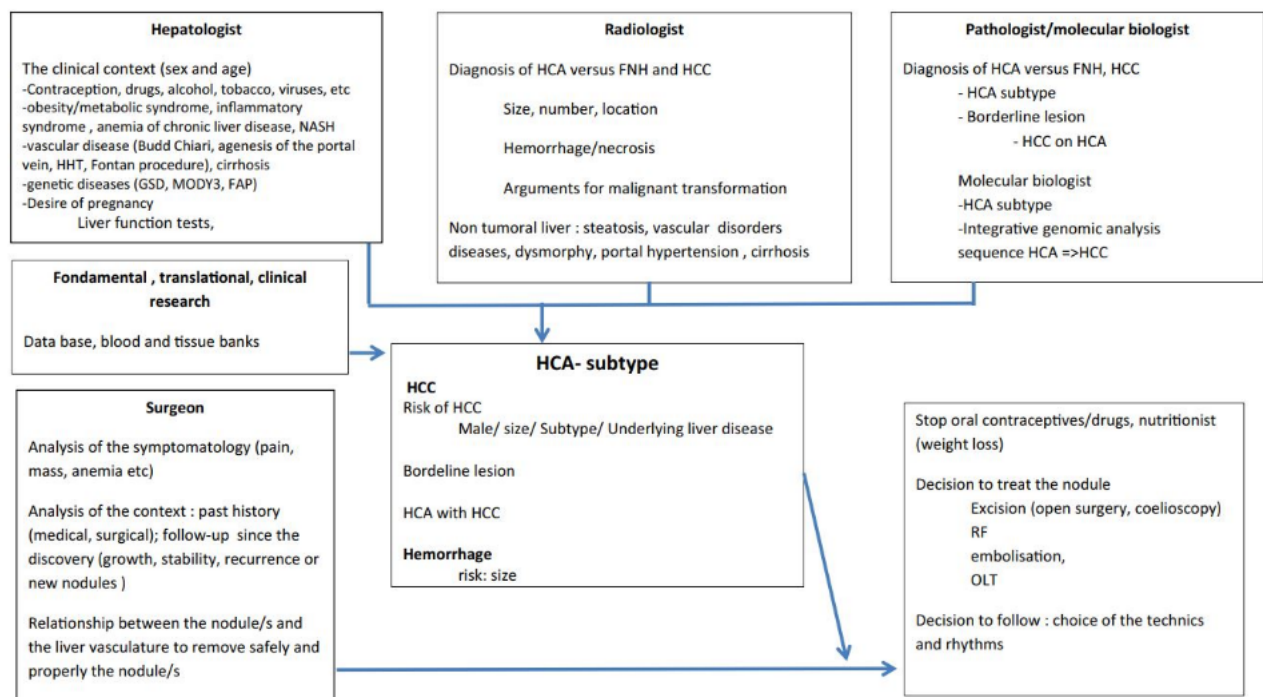 Hepatologist
The clinical context (sex and age)
-Contraception, drugs, alcohol, tobacco, viruses, etc
-obesity/metabolic syndrome, inflammatory
syndrome , anemia of chronic liver disease, NASH
-vascular disease (Budd Chiari, agenesis of the portal
vein, HHT, Fontan procedure), cirrhosis
-genetic diseases (GSD, MODY3, FAP)
-Desire of pregnancy
Liver function tests,
Radiologist
Diagnosis of HCA versus FNH and HCC
Size, number, location
Hemorrhage/necrosis
Arguments for malignant transformation
Non tumoral liver : steatosis, vascular disorders
diseases, dysmorphy, portal hypertension , cirrhosis
Pathologist/molecular biologist
Diagnosis of HCA versus FNH, HCC
- HCA subtype
- Borderline lesion
- HCC on HCA
Molecular biologist
-HCA subtype
-Integrative genomic analysis
sequence HCA =>HCC
Fondamental , translational, clinical
research
Data base, blood and tissue banks
HCA- subtype
HCC
Risk of HCC
Male/ size/ Subtype/ Underlying liver disease
Bordeline lesion
HCA with HCC
Hemorrhage
risk: size
Surgeon
Analysis of the symptomatology (pain,
mass, anemia etc)
Analysis of the context : past history
(medical, surgical); follow-up since the
discovery (growth, stability, recurrence or
new nodules )
Relationship between the nodule/s and
the liver vasculature to remove safely and
properly the nodule/s
Stop oral contraceptives/drugs, nutritionist
(weight loss)
Decision to treat the nodule
Excision (open surgery, coelioscopy)
RF
embolisation,
OLT
Decision to follow : choice of the technics
and rhythms